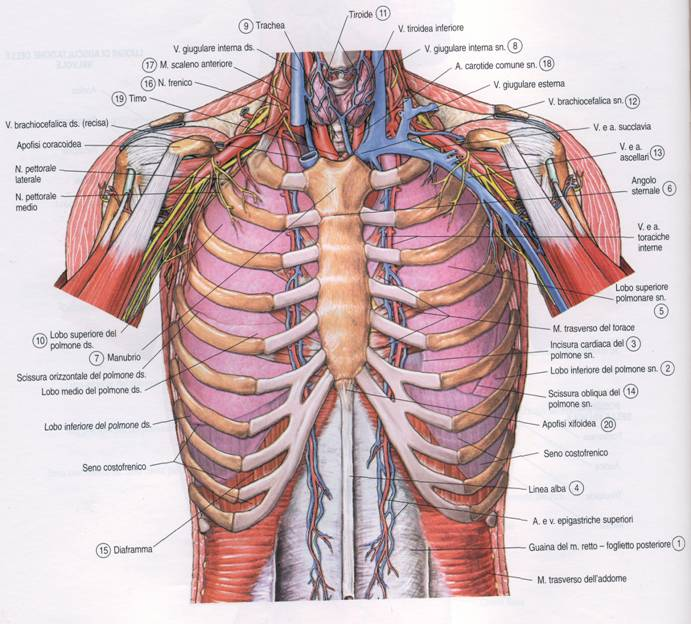 ⑨ Trachea
Tiroide ⑪
V. tiroidea inferiore
V. giugulare interna ds.
V. giugulare interna sn. ⑧
⑰ M. scaleno anteriore
A. carotide comune sn. ⑱
⑯ N. frenico
V. giugulare esterna
⑲ Timo
V. brachiocefalica sn. ⑫
V. brachiocefalica ds. (recisa)
V. e a. succlavia
Apofisi coracoidea
V. e a.
ascellari ⑬
N. pettorale
laterale
N. pettorale
medio
Angolo
sternale ⑥
V. e a.
toraciche
interne
Lobo superiore
polmonare sn.
⑤
⑩ Lobo superiore del
polmone ds.
⑦ Manubrio
M. trasverso del torace
Incisura cardiaca del ③
polmone sn.
Scissura orizzontale del polmone ds.
Lobo medio del polmone ds.
Lobo inferiore del polmone sn. ②
Scissura obliqua del ⑭
polmone sn.
Lobo inferiore del polmone ds.
Apofisi xifoidea ⑳
Seno costofrenico
Seno costofrenico
Linea alba ④
A. e v. epigastriche superiori
⑮ Diaframma
Guaina del m. retto – foglietto posteriore ①
M. trasverso dell'addome